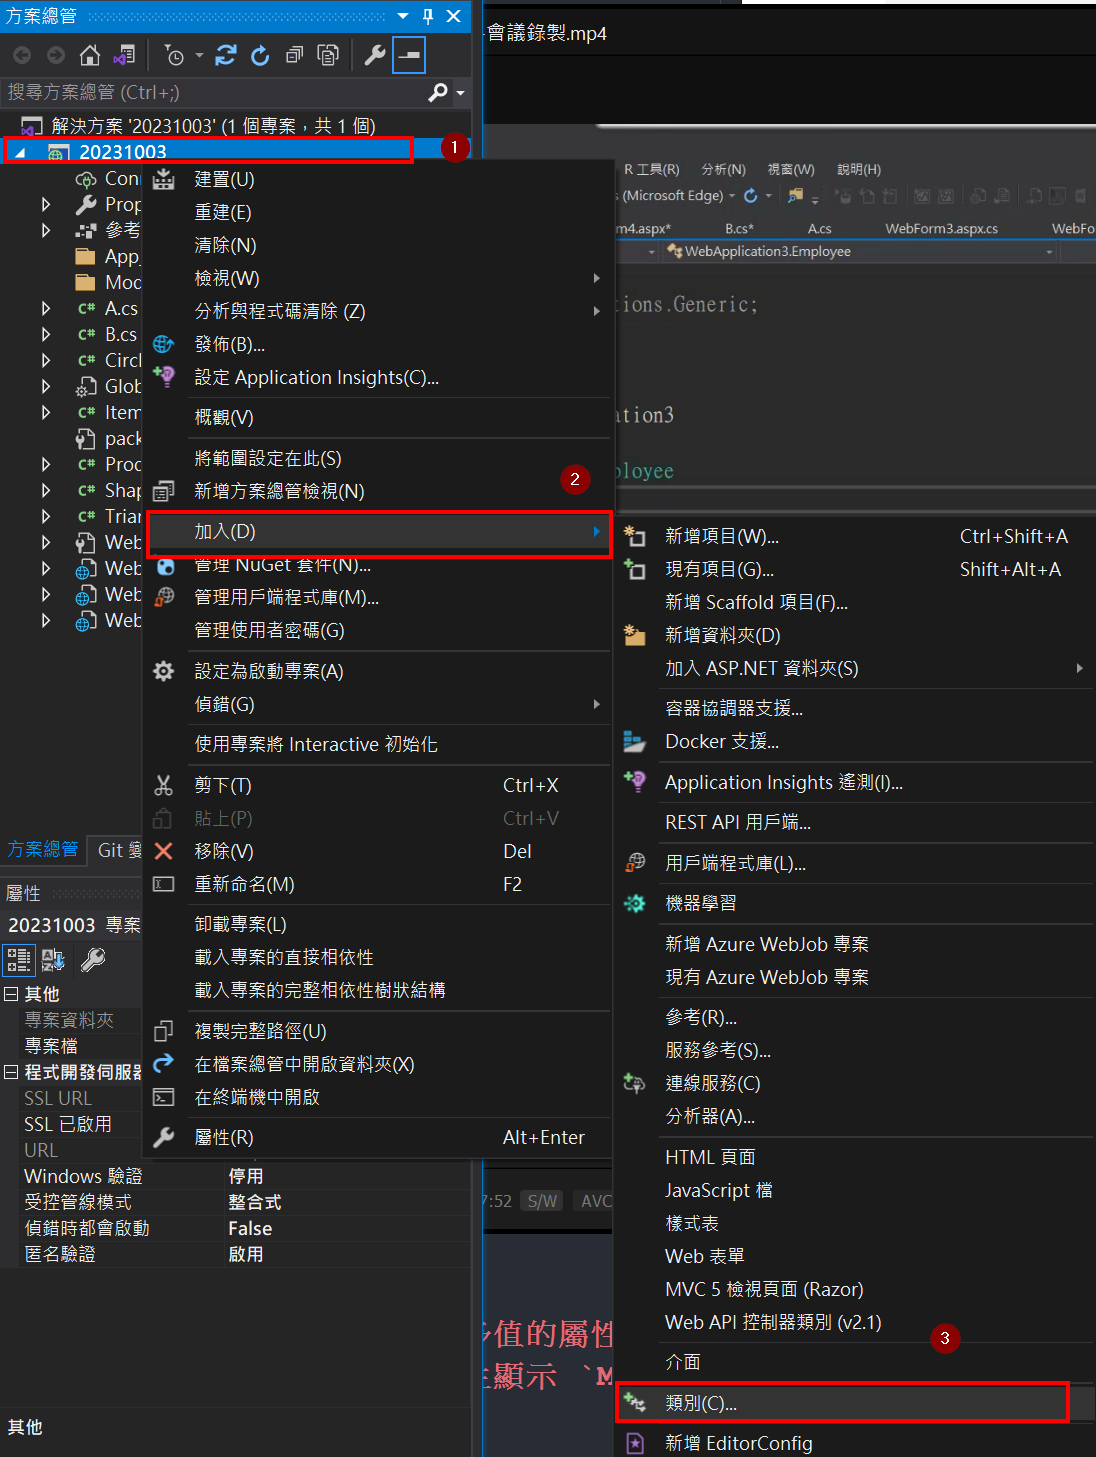 方案總管
搜尋方案總管 (Ctrl+;)
解決方案 '20231003' (1 個專案，共 1 個)
20231003
1
Conn
Prop
參考
App_
Mod
A.cs
B.cs
Circl
Glob
Item
pack
Proc
Shap
Trian
Web
Web
Web
Web
方案總管
Git 變
屬性
20231003 專案
其他
專案資料夾
專案檔
程式開發伺服器
SSL URL
SSL 已啟用
URL
Windows 驗證 停用
受控管線模式 整合式
偵錯時都會啟動 False
匿名驗證 啟用
其他
建置(U)
重建(E)
清除(N)
檢視(W)
分析與程式碼清除 (Z)
發佈(B)...
設定 Application Insights(C)...
概觀(V)
將範圍設定在此(S)
2
新增方案總管檢視(N)
加入(D)
管理 NuGet 套件(N)...
管理用戶端程式庫(M)...
管理使用者密碼(G)
設定為啟動專案(A)
偵錯(G)
使用專案將 Interactive 初始化
剪下(T) Ctrl+X
貼上(P) Ctrl+V
移除(V) Del
重新命名(M) F2
卸載專案(L)
載入專案的直接相依性
載入專案的完整相依性樹狀結構
複製完整路徑(U)
在檔案總管中開啟資料夾(X)
在終端機中開啟
屬性(R) Alt+Enter
會議錄製.mp4
R 工具(R) 分析(N) 視窗(W) 說明(H)
(Microsoft Edge)
m4.aspx* B.cs* A.cs WebForm3.aspx.cs WebFo
WebApplication3.Employee
tions.Generic;
ation3
ployee
新增項目(W)... Ctrl+Shift+A
現有項目(G)... Shift+Alt+A
新增 Scaffold 項目(F)...
新增資料夾(D)
加入 ASP.NET 資料夾(S)
容器協調器支援...
Docker 支援...
Application Insights 遙測(I)...
REST API 用戶端...
用戶端程式庫(L)...
機器學習
新增 Azure WebJob 專案
現有 Azure WebJob 專案
參考(R)...
服務參考(S)...
連線服務(C)
分析器(A)...
HTML 頁面
JavaScript 檔
樣式表
Web 表單
MVC 5 檢視頁面 (Razor)
Web API 控制器類別 (v2.1)
3
介面
類別(C)...
新增 EditorConfig
7:52 S/W AVC
值的屬性
顯示 `M